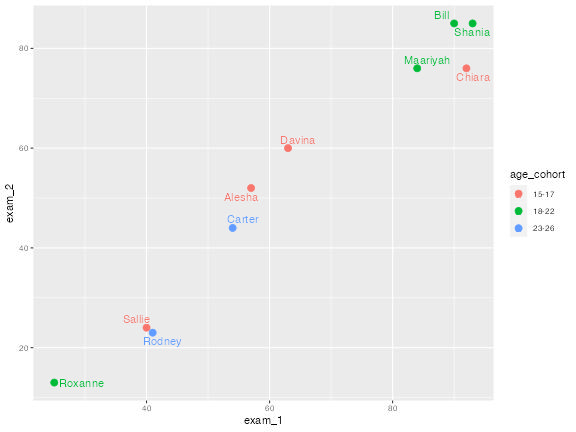 Bill
Shania
Maariyah
Chiara
Davina
Alesha
Carter
Sallie
Rodney
Roxanne
80
60
40
20
40
60
80
exam_1
exam_2
age_cohort
15-17
18-22
23-26